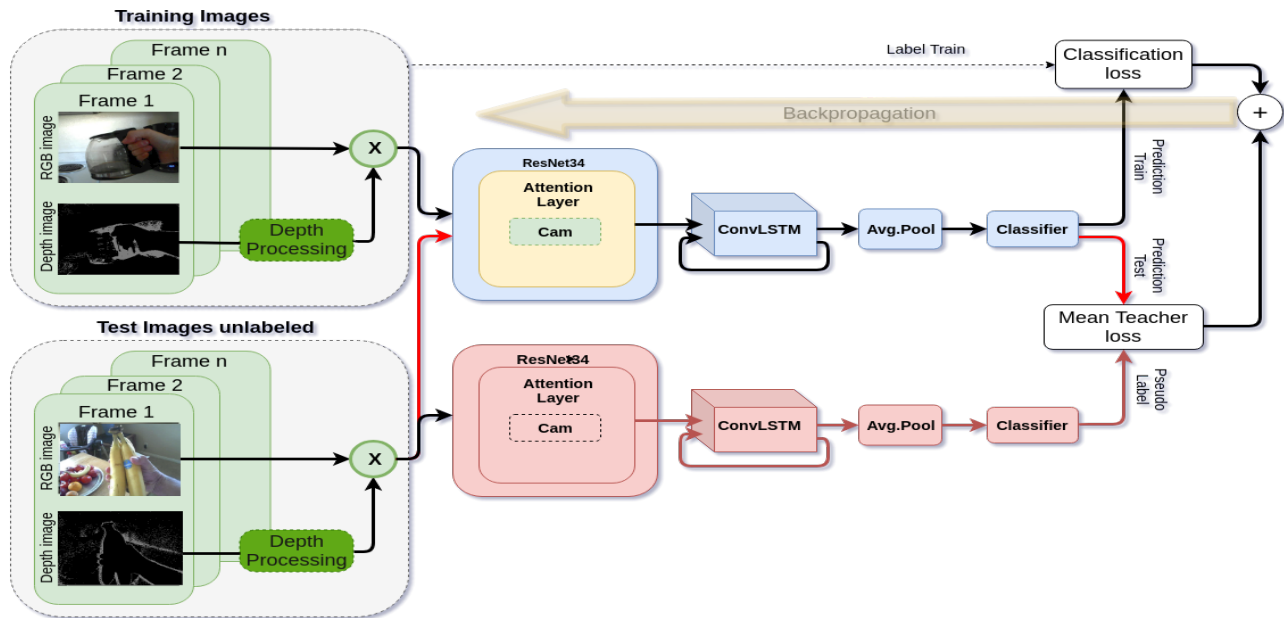 Training Images
Frame n
Frame 2
Frame 1
RGB image
Depth image
X
Depth
Processing
Label Train
Classification
loss
Backpropagation
+
ResNet34
Attention
Layer
Cam
ConvLSTM
Avg.Pool
Classifier
Prediction
Train
Prediction
Test
Mean Teacher
loss
Test Images unlabeled
Frame n
Frame 2
Frame 1
RGB image
Depth image
X
Depth
Processing
ResNet34
Attention
Layer
Cam
ConvLSTM
Avg.Pool
Classifier
Pseudo
Label